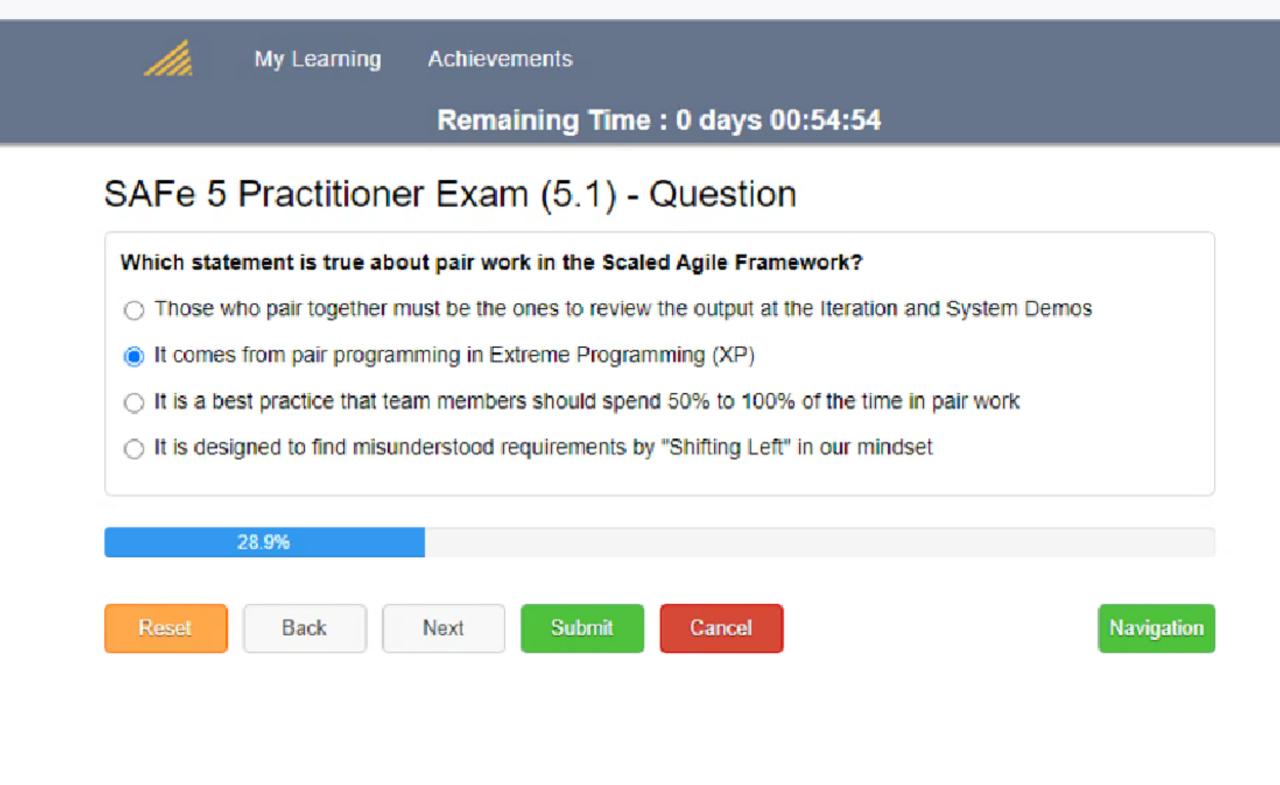 My Learning Achievements
Remaining Time : 0 days 00:54:54
SAFe 5 Practitioner Exam (5.1) - Question
Which statement is true about pair work in the Scaled Agile Framework?
Those who pair together must be the ones to review the output at the Iteration and System Demos
It comes from pair programming in Extreme Programming (XP)
It is a best practice that team members should spend 50% to 100% of the time in pair work
It is designed to find misunderstood requirements by "Shifting Left" in our mindset
28.9%
Reset Back Next Submit Cancel Navigation